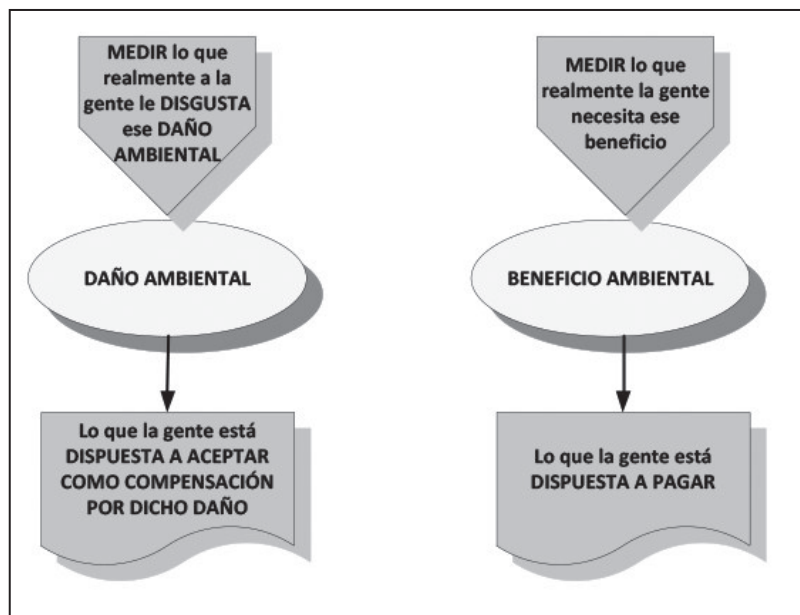 MEDIR lo que
realmente a la
gente le DISGUSTA
ese DAÑO
AMBIENTAL
DAÑO AMBIENTAL
Lo que la gente está
DISPUESTA A ACEPTAR
COMO COMPENSACIÓN
POR DICHO DAÑO
MEDIR lo que
realmente la gente
necesita ese
beneficio
BENEFICIO AMBIENTAL
Lo que la gente está
DISPUESTA A PAGAR